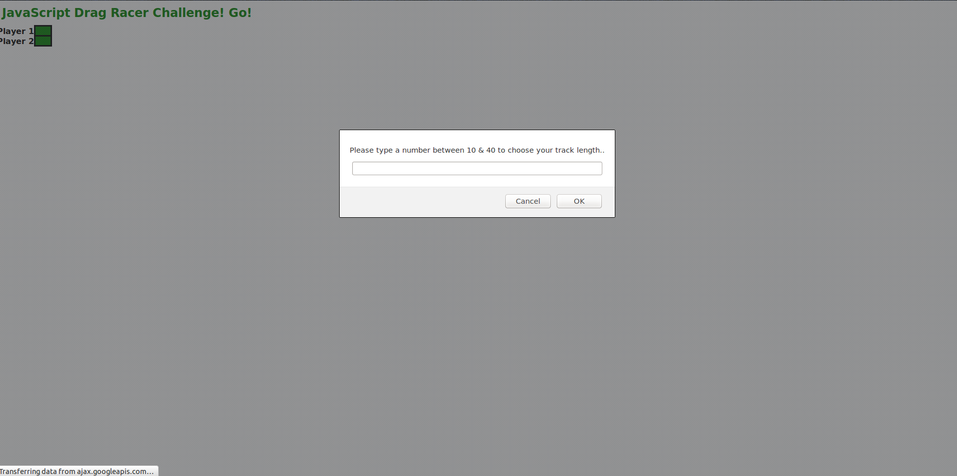 JavaScript Drag Racer Challenge! Go!
Player 1
Player 2
Please type a number between 10 & 40 to choose your track length..
Cancel
OK
Transferring data from ajax.googleapis.com...